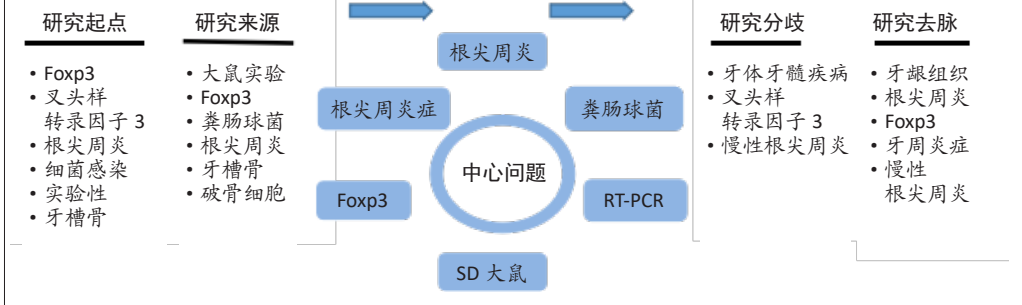 研究起点
• Foxp3
• 叉头样
转录因子 3
• 根尖周炎
• 细菌感染
• 实验性
• 牙槽骨
研究来源
• 大鼠实验
• Foxp3
• 粪肠球菌
• 根尖周炎
• 牙槽骨
• 破骨细胞
根尖周炎
根尖周炎症
粪肠球菌
中心问题
Foxp3
RT-PCR
SD 大鼠
研究分歧
• 牙体牙髓疾病
• 叉头样
转录因子 3
• 慢性根尖周炎
研究去脉
• 牙龈组织
• 根尖周炎
• Foxp3
• 牙周炎症
• 慢性
根尖周炎